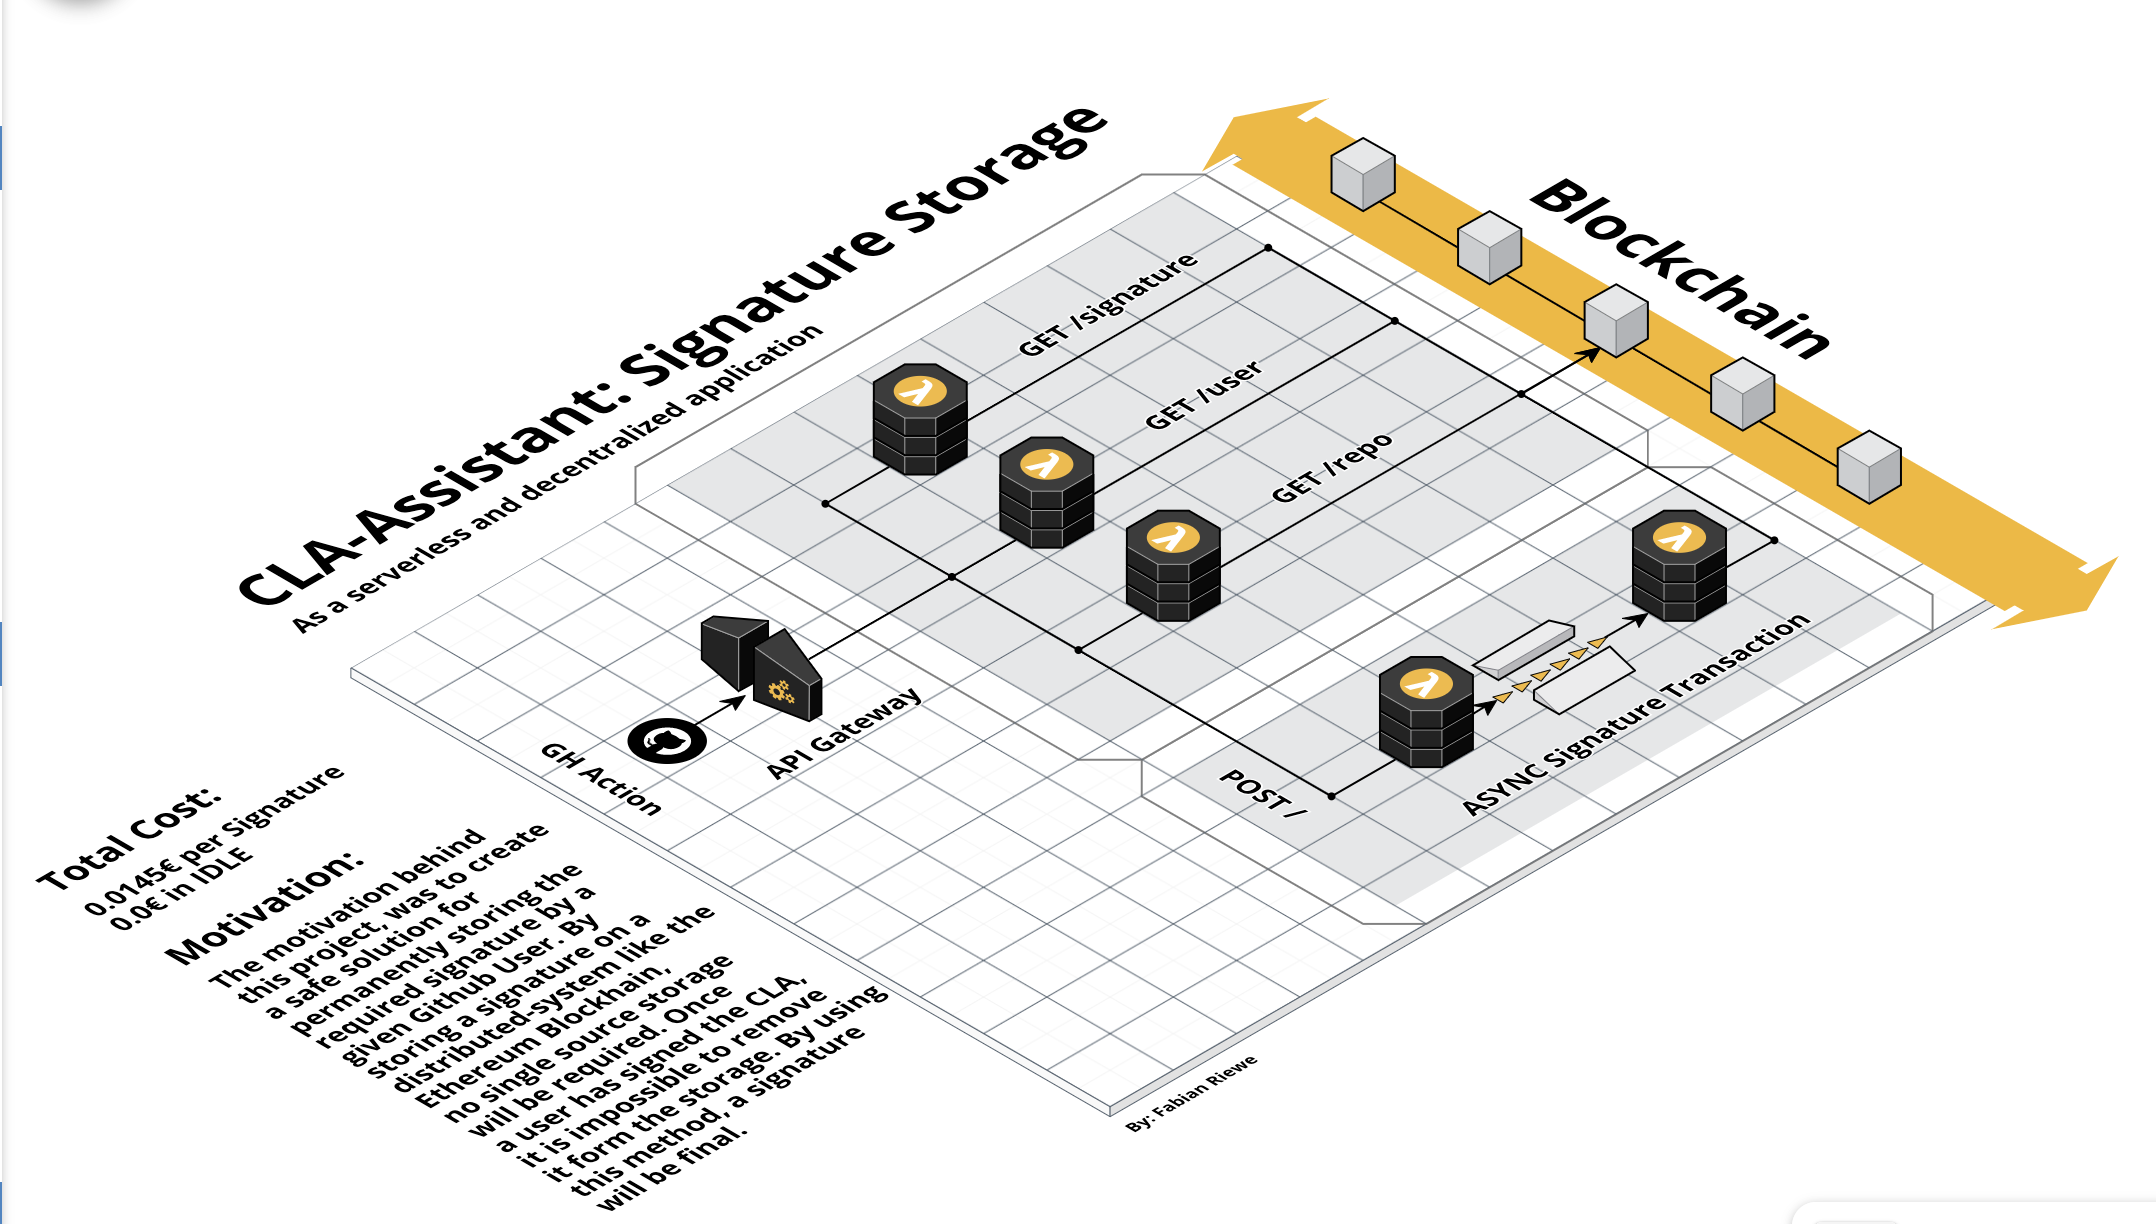 CLA-Assistant: Signature Storage
As a serverless and decentralized application
Blockchain
GET /signature
GET /user
GET /repo
API Gateway
GH Action
POST /
ASYNC Signature Transaction
Total Cost:
0.0145€ per Signature
0.0€ in IDLE
Motivation:
The motivation behind
this project, was to create
a safe solution for
permanently storing the
required signature by a
given Github User. By
storing a signature on a
distributed-system like the
Ethereum Blockhain,
no single source storage
will be required. Once
a user has signed the CLA,
it is impossible to remove
it form the storage. By using
this method, a signature
will be final.
By: Fabian Riewe